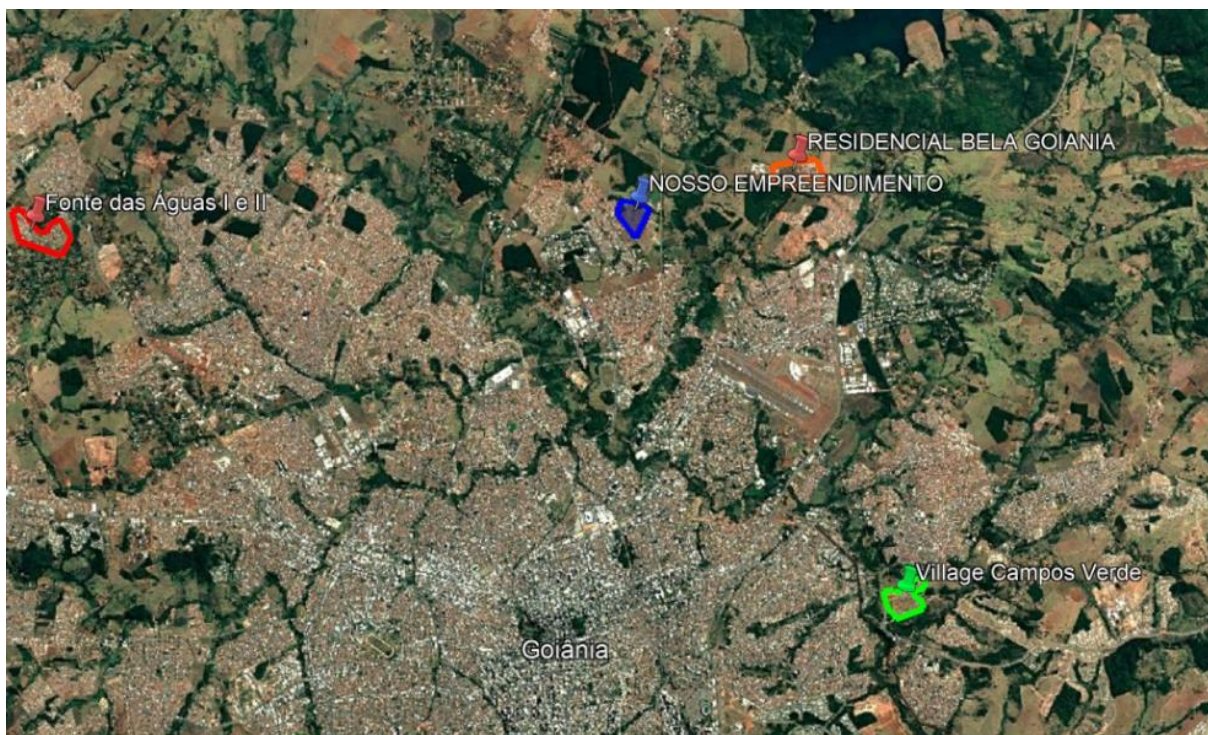 RESIDENCIAL BELA GOIANIA
NOSSO EMPREENDIMENTO
Fonte das Águas I e II
Village Campos Verde
Goiânia